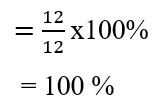 = 12/12 x100%
= 100 %